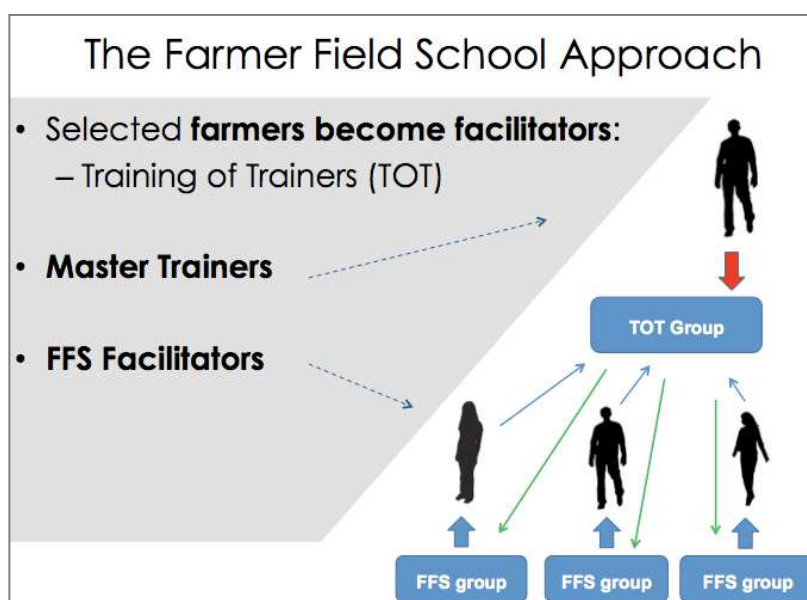 The Farmer Field School Approach
• Selected farmers become facilitators:
– Training of Trainers (TOT)
• Master Trainers
• FFS Facilitators
TOT Group
FFS group
FFS group
FFS group